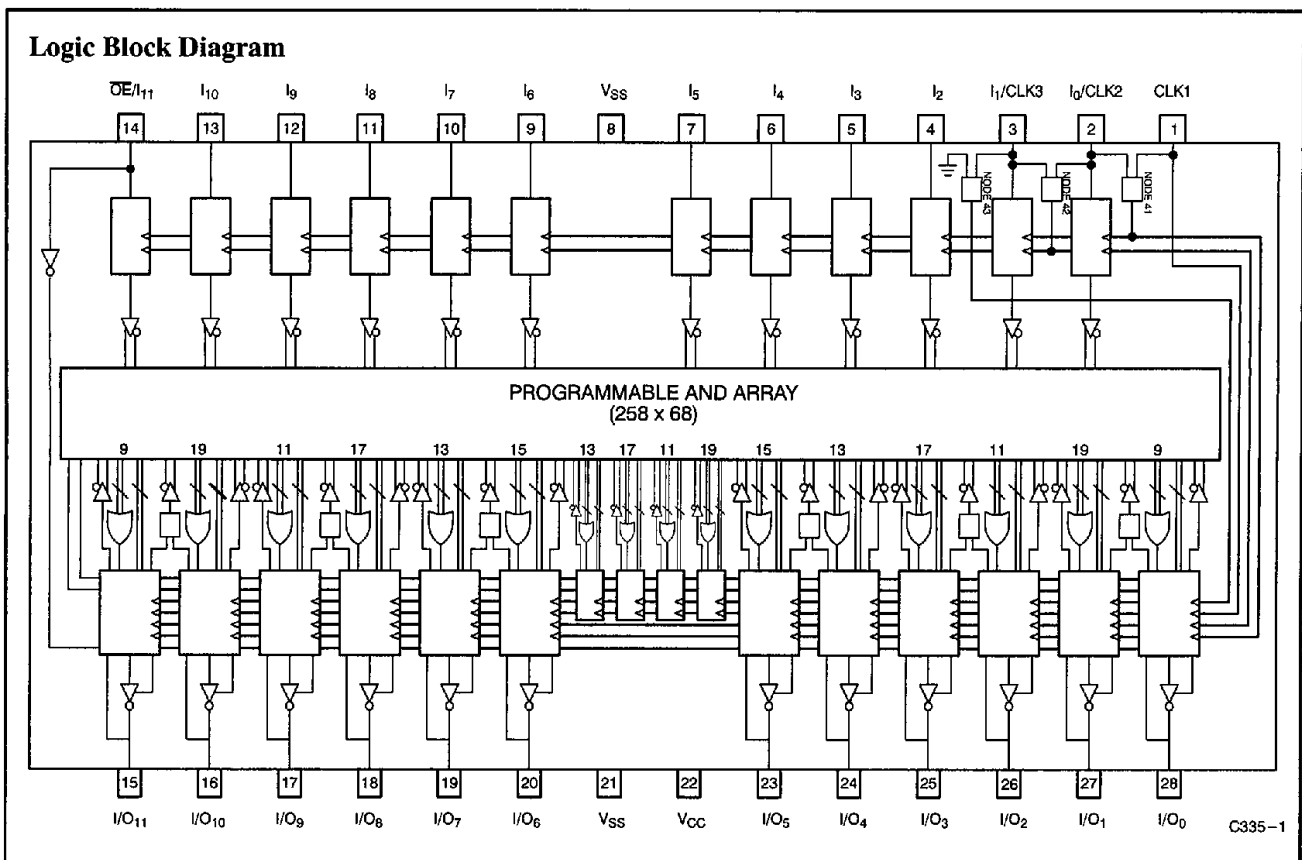 Logic Block Diagram
OE/I11 I10 I9 I8 I7 I6 VSS I5 I4 I3 I2 I1/CLK3 I0/CLK2 CLK1
14 13 12 11 10 9 8 7 6 5 4 3 2 1
NODE 43 NODE 42 NODE 41
PROGRAMMABLE AND ARRAY
(258 x 68)
9 19 11 17 13 15 13 17 11 19 15 13 17 11 19 9
15 16 17 18 19 20 21 22 23 24 25 26 27 28
I/O11 I/O10 I/O9 I/O8 I/O7 I/O6 VSS VCC I/O5 I/O4 I/O3 I/O2 I/O1 I/O0
C335-1